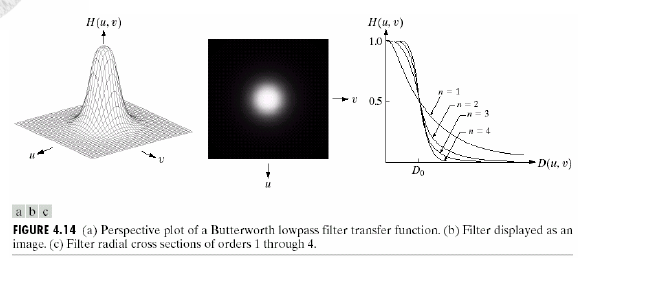 H(u, v)
u
v
v
u
H(u, v)
1.0
0.5
n = 1
n = 2
n = 3
n = 4
D₀
D(u, v)
a b c
FIGURE 4.14 (a) Perspective plot of a Butterworth lowpass filter transfer function. (b) Filter displayed as an
image. (c) Filter radial cross sections of orders 1 through 4.